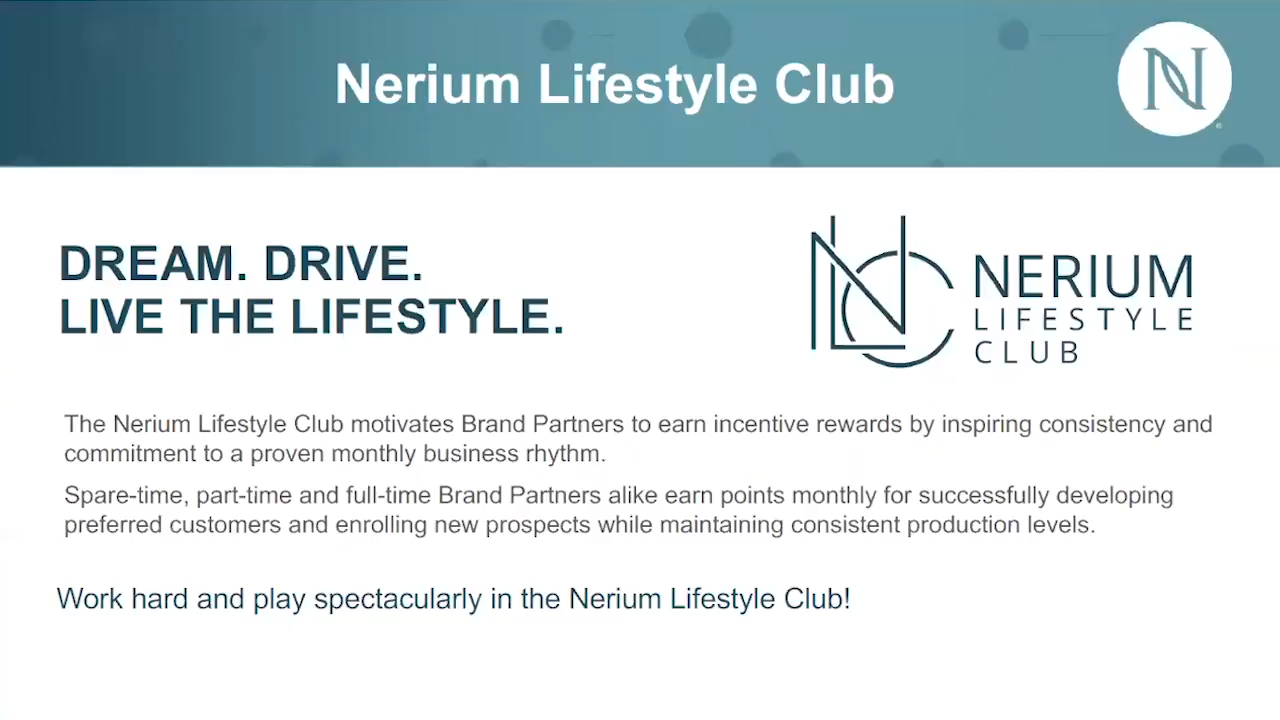 Nerium Lifestyle Club
N
DREAM. DRIVE.
LIVE THE LIFESTYLE.
NLC
NERIUM
LIFESTYLE
CLUB
The Nerium Lifestyle Club motivates Brand Partners to earn incentive rewards by inspiring consistency and
commitment to a proven monthly business rhythm.
Spare-time, part-time and full-time Brand Partners alike earn points monthly for successfully developing
preferred customers and enrolling new prospects while maintaining consistent production levels.
Work hard and play spectacularly in the Nerium Lifestyle Club!